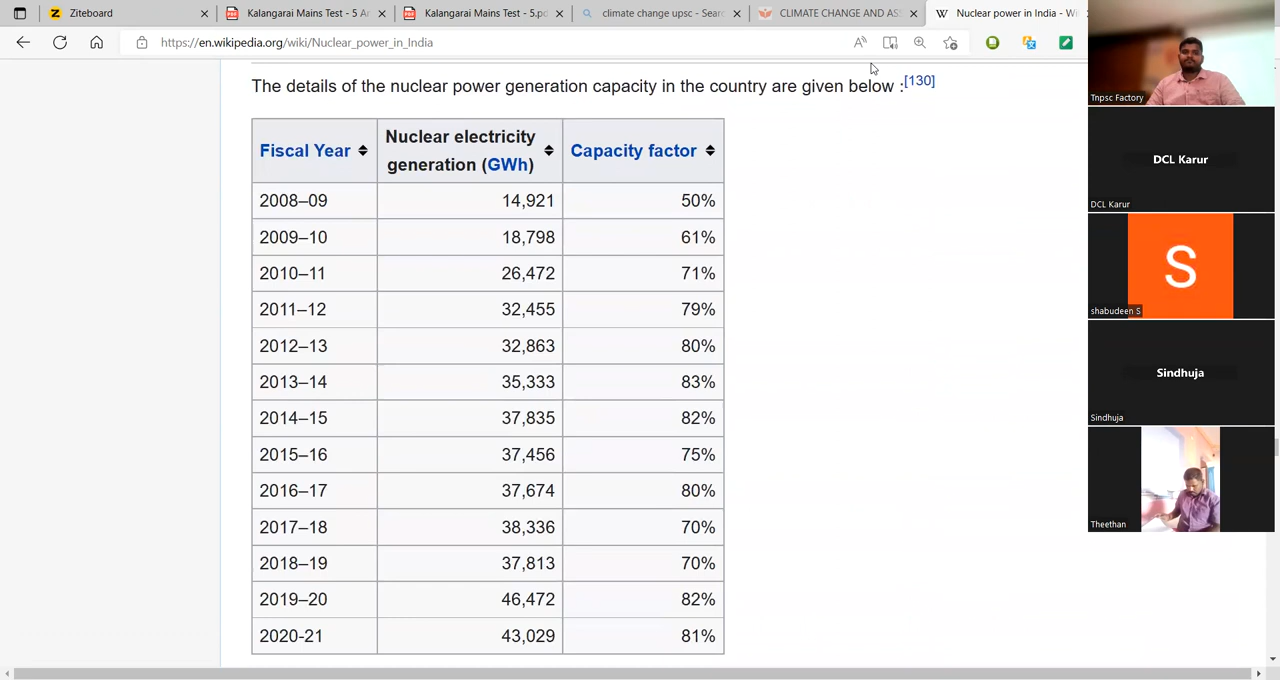 Ziteboard
Kalangarai Mains Test - 5 Ar
Kalangarai Mains Test - 5.pd
climate change upsc - Searc
CLIMATE CHANGE AND ASS
Nuclear power in India - Wi
https://en.wikipedia.org/wiki/Nuclear_power_in_India
The details of the nuclear power generation capacity in the country are given below :[130]
Fiscal Year Nuclear electricity generation (GWh) Capacity factor
2008–09 14,921 50%
2009–10 18,798 61%
2010–11 26,472 71%
2011–12 32,455 79%
2012–13 32,863 80%
2013–14 35,333 83%
2014–15 37,835 82%
2015–16 37,456 75%
2016–17 37,674 80%
2017–18 38,336 70%
2018–19 37,813 70%
2019–20 46,472 82%
2020-21 43,029 81%
Tnpsc Factory
DCL Karur
DCL Karur
S
shabudeen S
Sindhuja
Sindhuja
Theethan